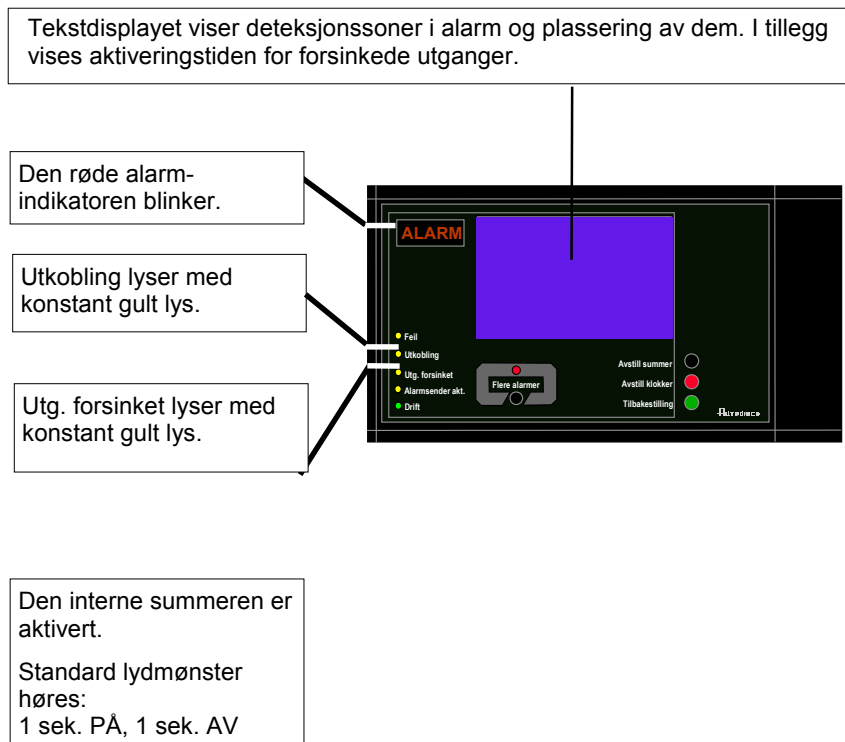 Tekstdisplayet viser deteksjonssoner i alarm og plassering av dem. I tillegg
vises aktiveringstiden for forsinkede utganger.
Den røde alarm-
indikatoren blinker.
Utkobling lyser med
konstant gult lys.
Utg. forsinket lyser med
konstant gult lys.
ALARM
Feil
Utkobling
Utg. forsinket
Alarmsender akt.
Drift
Flere alarmer
Avstill summer
Avstill klokker
Tilbakestilling
Autronica
Den interne summeren er
aktivert.
Standard lydmønster
høres:
1 sek. PÅ, 1 sek. AV